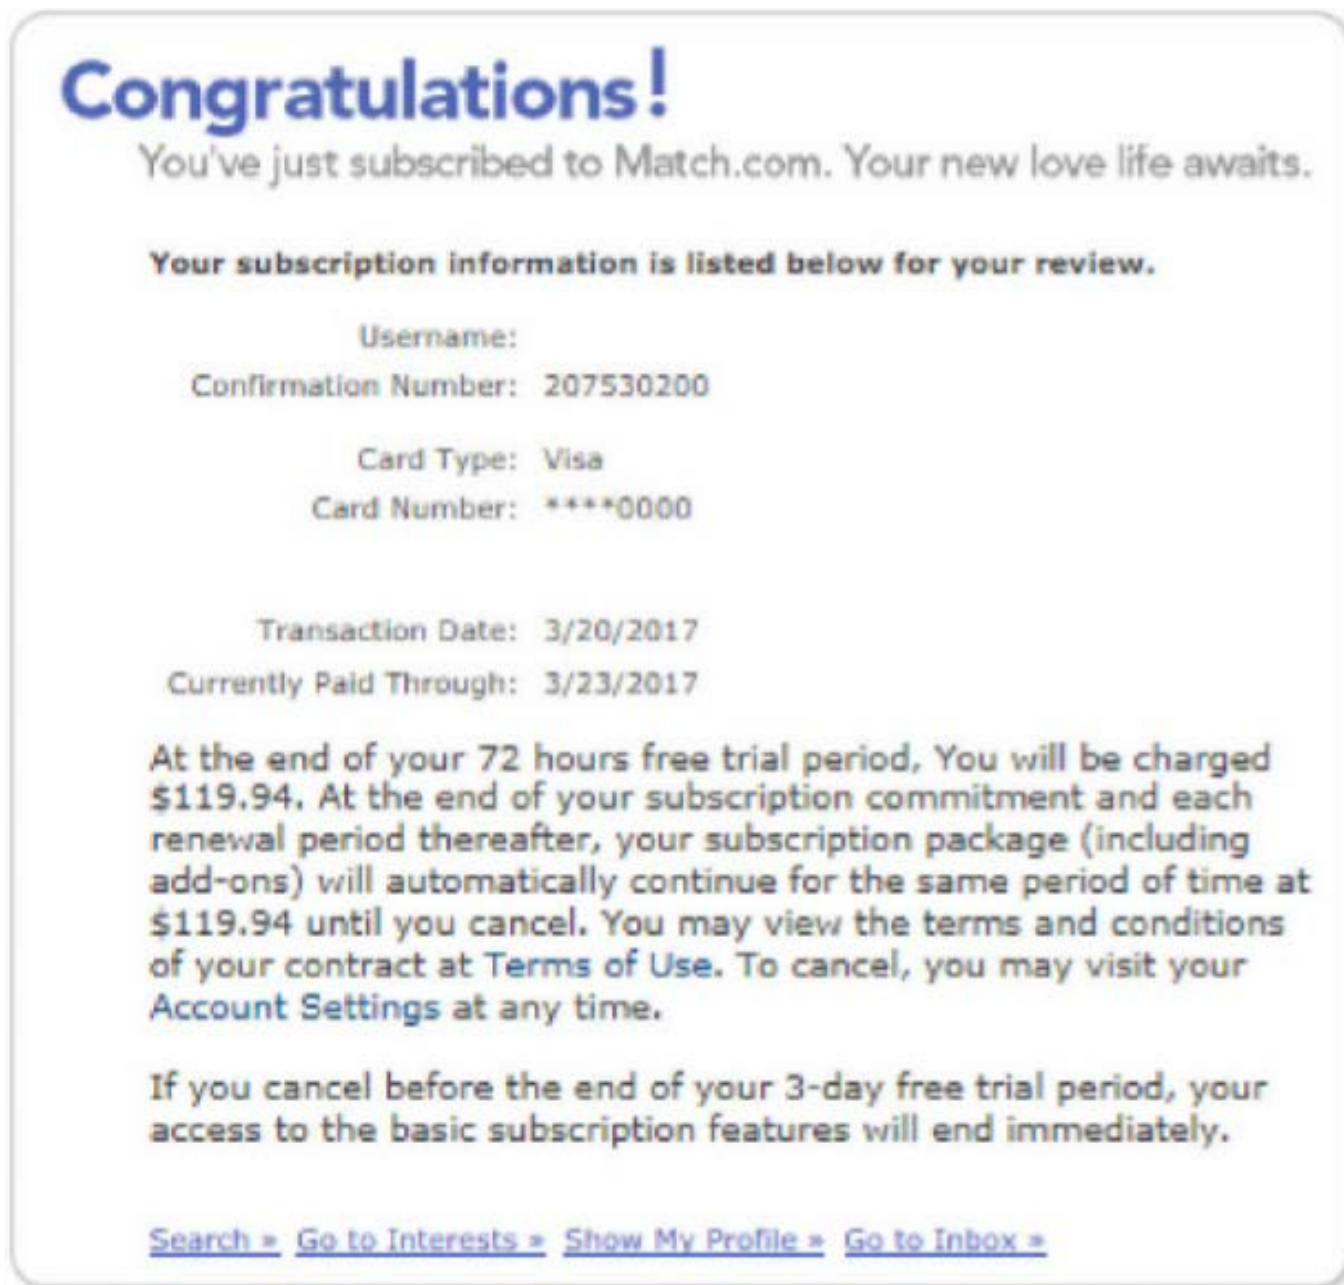 Congratulations!
You've just subscribed to Match.com. Your new love life awaits.
Your subscription information is listed below for your review.
Username:
Confirmation Number: 207530200
Card Type: Visa
Card Number: ****0000
Transaction Date: 3/20/2017
Currently Paid Through: 3/23/2017
At the end of your 72 hours free trial period, You will be charged
$119.94. At the end of your subscription commitment and each
renewal period thereafter, your subscription package (including
add-ons) will automatically continue for the same period of time at
$119.94 until you cancel. You may view the terms and conditions
of your contract at Terms of Use. To cancel, you may visit your
Account Settings at any time.
If you cancel before the end of your 3-day free trial period, your
access to the basic subscription features will end immediately.
Search » Go to Interests » Show My Profile » Go to Inbox »